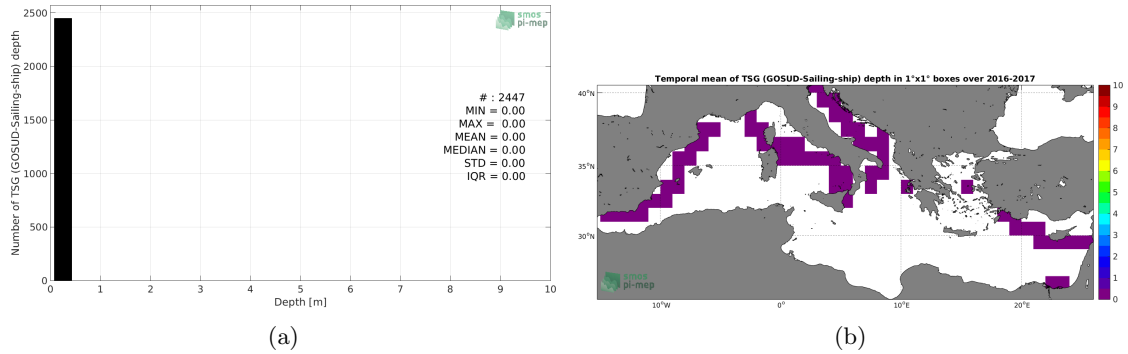 smos
pi-mep
2500
2000
1500
1000
500
0
Number of TSG (GOSUD-Sailing-ship) depth
# : 2447
MIN = 0.00
MAX = 0.00
MEAN = 0.00
MEDIAN = 0.00
STD = 0.00
IQR = 0.00
0 1 2 3 4 5 6 7 8 9 10
Depth [m]
(a)
Temporal mean of TSG (GOSUD-Sailing-ship) depth in 1°x1° boxes over 2016-2017
40°N
35°N
30°N
10°W 0° 10°E 20°E
smos
pi-mep
10
9
8
7
6
5
4
3
2
1
0
(b)